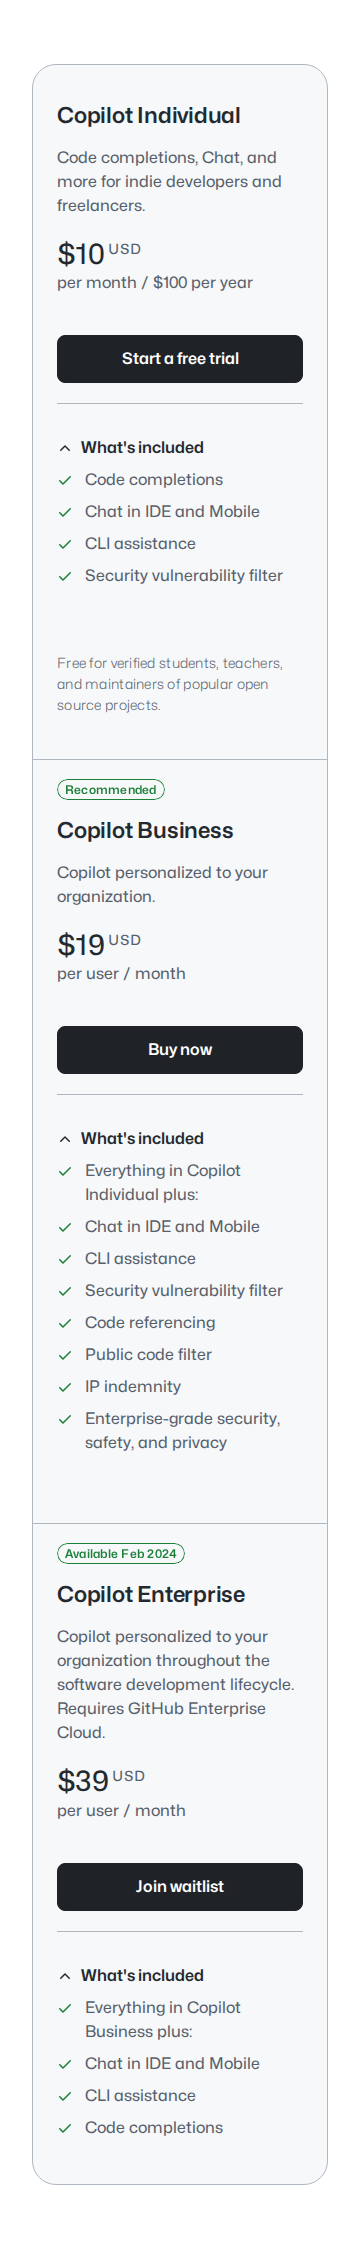 Copilot Individual
Code completions, Chat, and
more for indie developers and
freelancers.
$10 USD
per month / $100 per year
Start a free trial
What's included
Code completions
Chat in IDE and Mobile
CLI assistance
Security vulnerability filter
Free for verified students, teachers,
and maintainers of popular open
source projects.
Recommended
Copilot Business
Copilot personalized to your
organization.
$19 USD
per user / month
Buy now
What's included
Everything in Copilot
Individual plus:
Chat in IDE and Mobile
CLI assistance
Security vulnerability filter
Code referencing
Public code filter
IP indemnity
Enterprise-grade security,
safety, and privacy
Available Feb 2024
Copilot Enterprise
Copilot personalized to your
organization throughout the
software development lifecycle.
Requires GitHub Enterprise
Cloud.
$39 USD
per user / month
Join waitlist
What's included
Everything in Copilot
Business plus:
Chat in IDE and Mobile
CLI assistance
Code completions